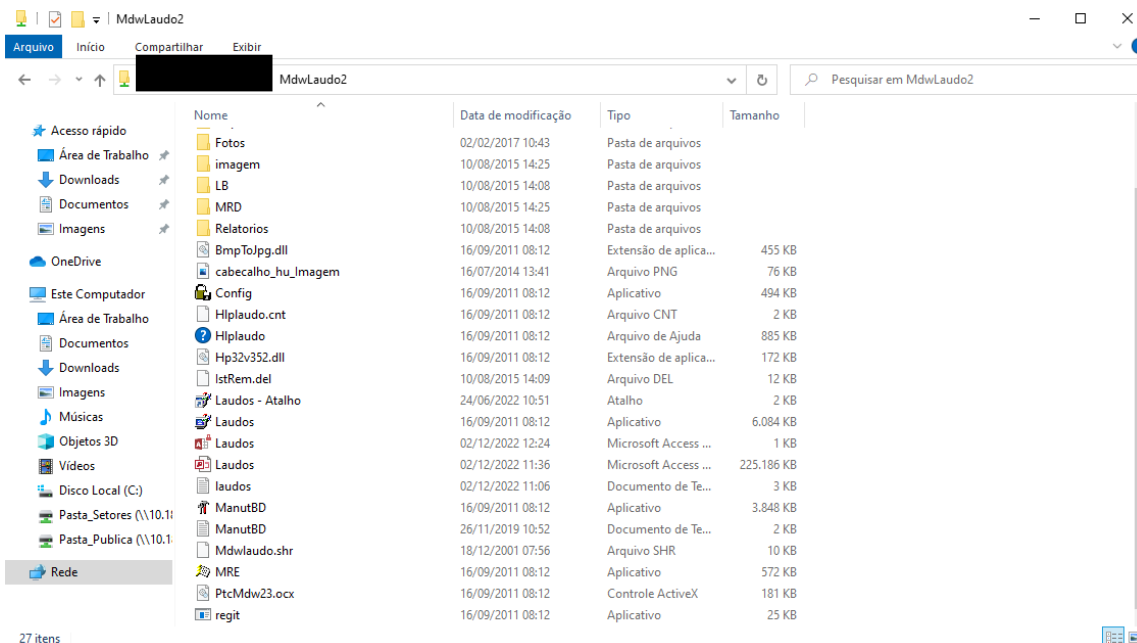 MdwLaudo2
Arquivo Início Compartilhar Exibir
MdwLaudo2 Pesquisar em MdwLaudo2
Nome Data de modificação Tipo Tamanho
Acesso rápido
Área de Trabalho
Downloads
Documentos
Imagens
OneDrive
Este Computador
Área de Trabalho
Documentos
Downloads
Imagens
Músicas
Objetos 3D
Vídeos
Disco Local (C:)
Pasta_Setores (\\10.18
Pasta_Publica (\\10.1
Rede
Fotos 02/02/2017 10:43 Pasta de arquivos
imagem 10/08/2015 14:25 Pasta de arquivos
LB 10/08/2015 14:08 Pasta de arquivos
MRD 10/08/2015 14:25 Pasta de arquivos
Relatorios 10/08/2015 14:08 Pasta de arquivos
BmpToJpg.dll 16/09/2011 08:12 Extensão de aplica... 455 KB
cabecalho_hu_Imagem 16/07/2014 13:41 Arquivo PNG 76 KB
Config 16/09/2011 08:12 Aplicativo 494 KB
Hlplaudo.cnt 16/09/2011 08:12 Arquivo CNT 2 KB
Hlplaudo 16/09/2011 08:12 Arquivo de Ajuda 885 KB
Hp32v352.dll 16/09/2011 08:12 Extensão de aplica... 172 KB
IstRem.del 10/08/2015 14:09 Arquivo DEL 12 KB
Laudos - Atalho 24/06/2022 10:51 Atalho 2 KB
Laudos 16/09/2011 08:12 Aplicativo 6.084 KB
Laudos 02/12/2022 12:24 Microsoft Access ... 1 KB
Laudos 02/12/2022 11:36 Microsoft Access ... 225.186 KB
laudos 02/12/2022 11:06 Documento de Te... 3 KB
ManutBD 16/09/2011 08:12 Aplicativo 3.848 KB
ManutBD 26/11/2019 10:52 Documento de Te... 2 KB
Mdwlaudo.shr 18/12/2001 07:56 Arquivo SHR 10 KB
MRE 16/09/2011 08:12 Aplicativo 572 KB
PtcMdw23.ocx 16/09/2011 08:12 Controle ActiveX 181 KB
regit 16/09/2011 08:12 Aplicativo 25 KB
27 itens